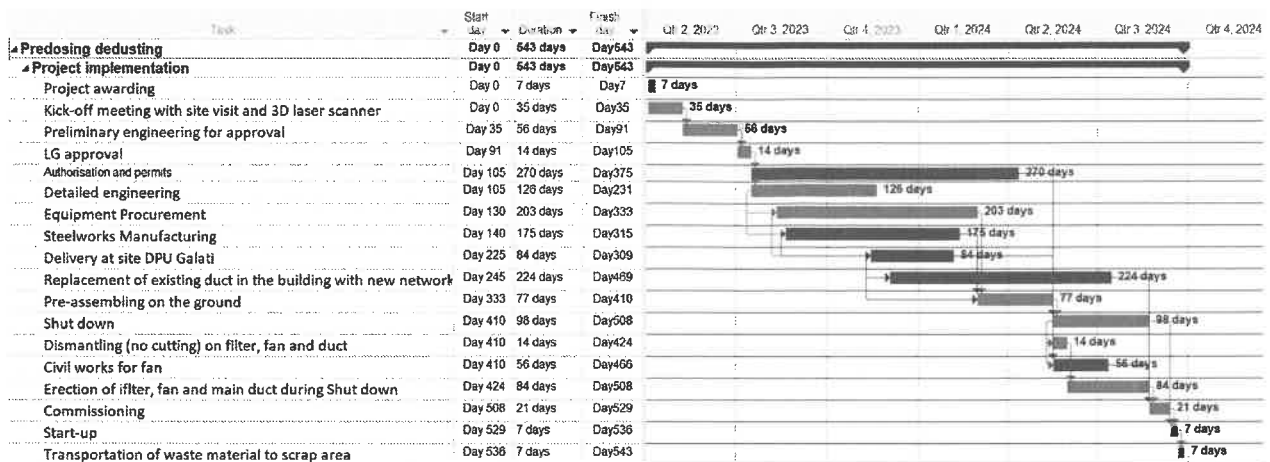 Task Start day Duration Finish day Qtr 2, 2023 Qtr 3, 2023 Qtr 4, 2023 Qtr 1, 2024 Qtr 2, 2024 Qtr 3, 2024 Qtr 4, 2024
Predosing dedusting Day 0 543 days Day543
Project implementation Day 0 543 days Day543
Project awarding Day 0 7 days Day7 7 days
Kick-off meeting with site visit and 3D laser scanner Day 0 35 days Day35 35 days
Preliminary engineering for approval Day 35 56 days Day91 56 days
LG approval Day 91 14 days Day105 14 days
Authorisation and permits Day 105 270 days Day375 270 days
Detailed engineering Day 105 126 days Day231 126 days
Equipment Procurement Day 130 203 days Day333 203 days
Steelworks Manufacturing Day 140 175 days Day315 175 days
Delivery at site DPU Galati Day 225 84 days Day309 84 days
Replacement of existing duct in the building with new network Day 245 224 days Day469 224 days
Pre-assembling on the ground Day 333 77 days Day410 77 days
Shut down Day 410 98 days Day508 98 days
Dismantling (no cutting) on filter, fan and duct Day 410 14 days Day424 14 days
Civil works for fan Day 410 56 days Day466 56 days
Erection of iflter, fan and main duct during Shut down Day 424 84 days Day508 84 days
Commissioning Day 508 21 days Day529 21 days
Start-up Day 529 7 days Day536 7 days
Transportation of waste material to scrap area Day 536 7 days Day543 7 days